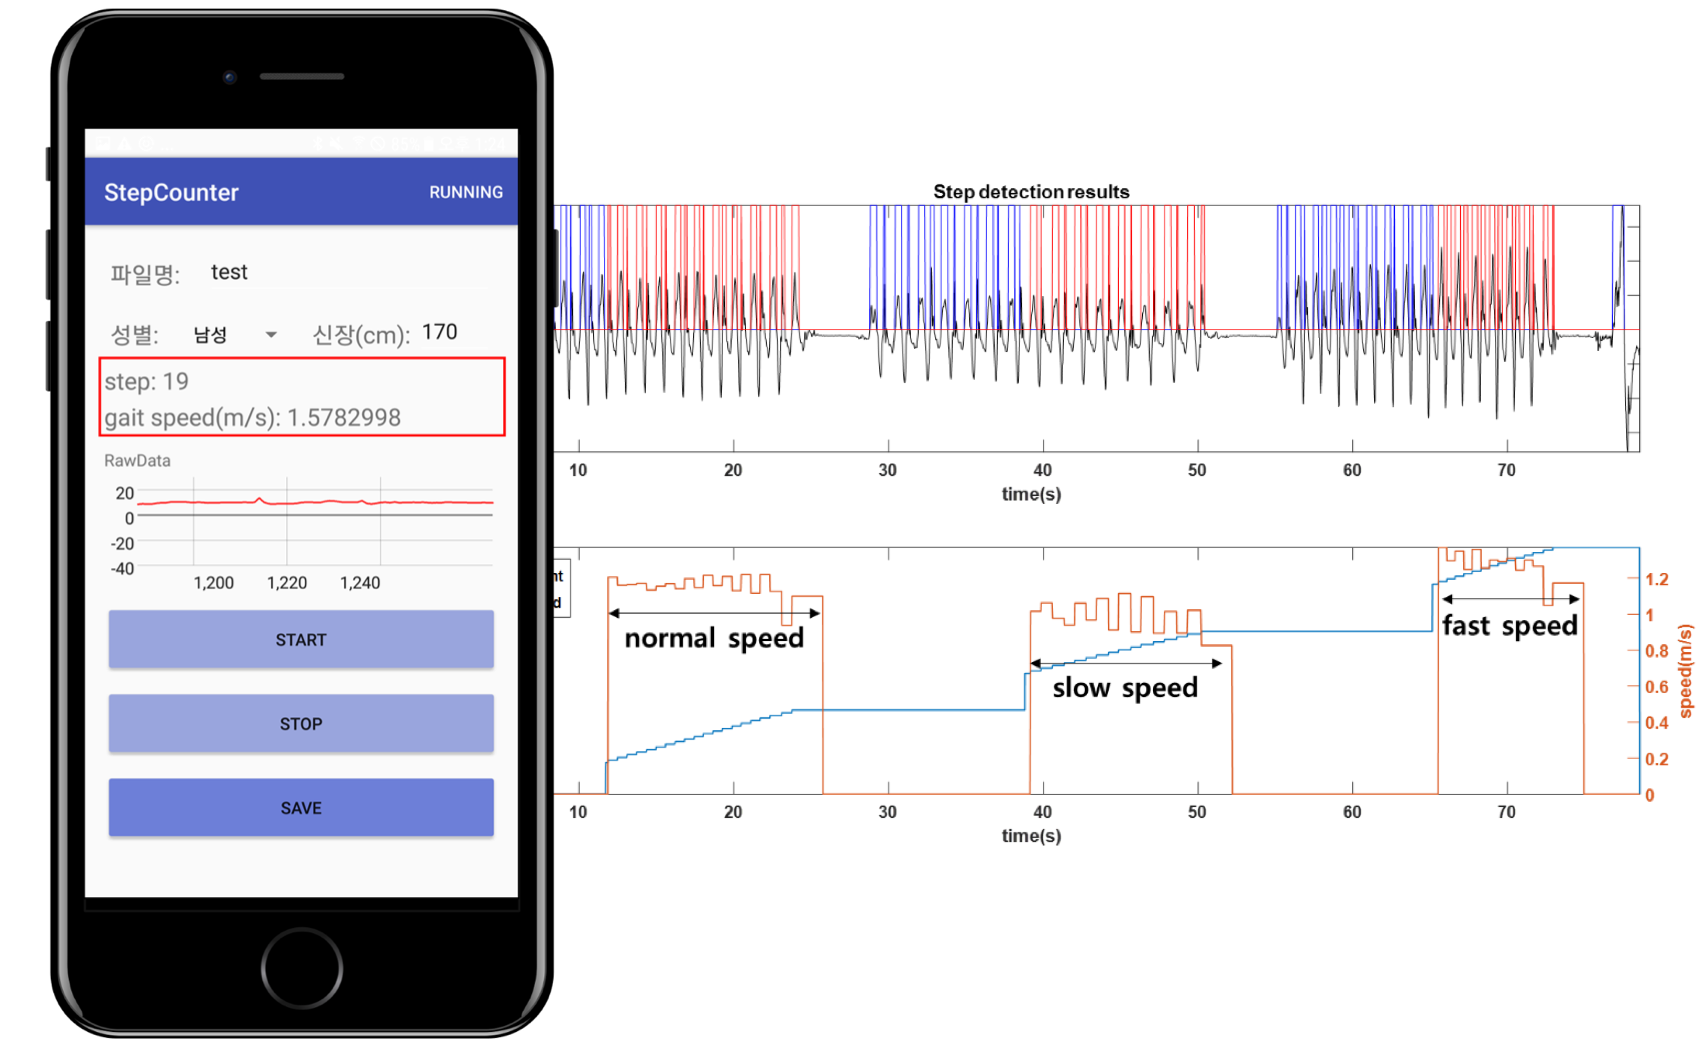 StepCounter RUNNING
파일명: test
성별: 남성 신장(cm): 170
step: 19
gait speed(m/s): 1.5782998
RawData
20
0
-20
-40
1,200 1,220 1,240
START
STOP
SAVE
Step detection results
10 20 30 40 50 60 70
time(s)
nt
d
normal speed
slow speed
fast speed
1.2
1
0.8
0.6
0.4
0.2
0
speed(m/s)
10 20 30 40 50 60 70
time(s)